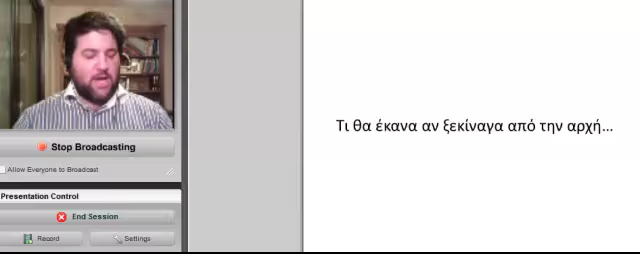 Stop Broadcasting
Allow Everyone to Broadcast
Presentation Control
End Session
Record
Settings
Τι θα έκανα αν ξεκίναγα από την αρχή...